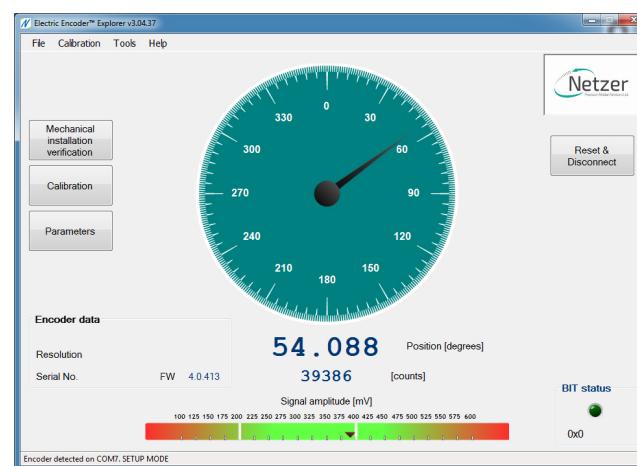 Electric Encoder™ Explorer v3.04.37
File Calibration Tools Help
Netzer
Mechanical
installation
verification
Calibration
Parameters
Reset &
Disconnect
0
30
60
90
120
150
180
210
240
270
300
330
Encoder data
Resolution
Serial No. FW 4.0.413
54.088 Position [degrees]
39386 [counts]
Signal amplitude [mV]
100 125 150 175 200 225 250 275 300 325 350 375 400 425 450 475 500 525 550 575 600
BIT status
0x0
Encoder detected on COM7. SETUP MODE